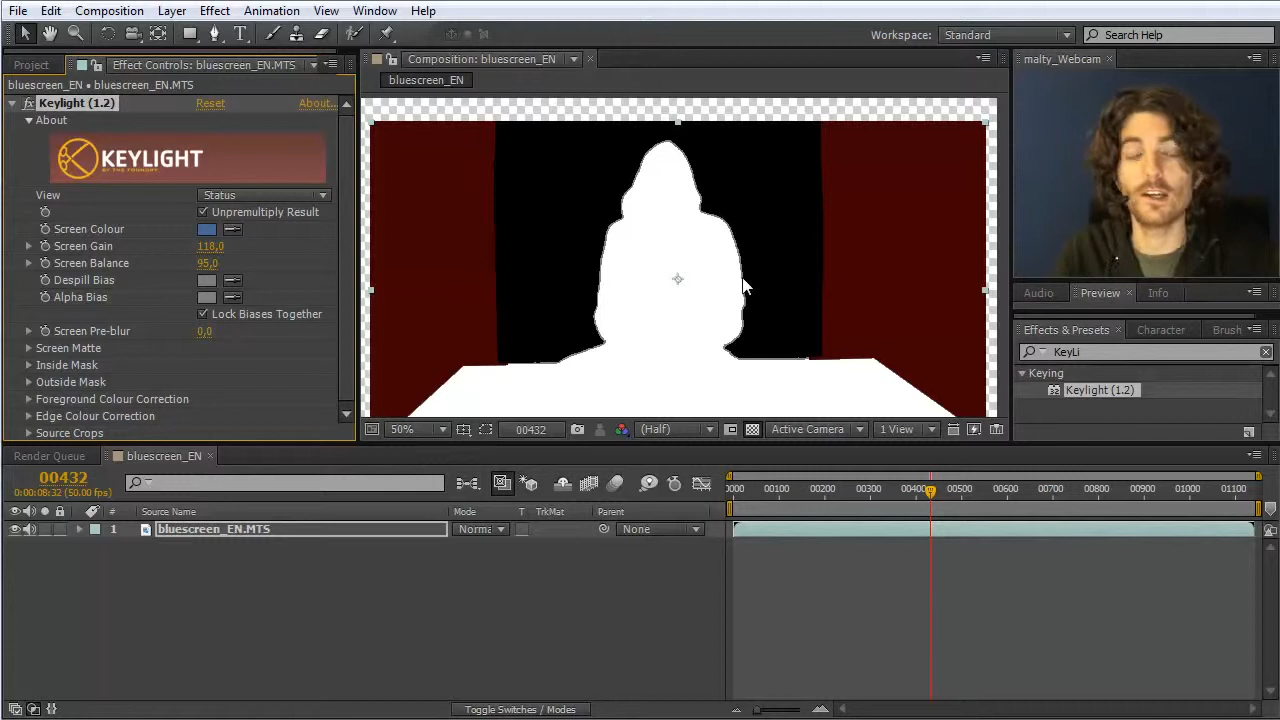 File Edit Composition Layer Effect Animation View Window Help
Workspace: Standard Search Help
Project Effect Controls: bluescreen_EN.MTS
Composition: bluescreen_EN
malty_Webcam
bluescreen_EN • bluescreen_EN.MTS
bluescreen_EN
fx Keylight (1.2) Reset About...
About
KEYLIGHT
BY THE FOUNDRY
View Status
Unpremultiply Result
Screen Colour
Screen Gain 118,0
Screen Balance 95,0
Despill Bias
Alpha Bias
Lock Biases Together
Screen Pre-blur 0,0
Screen Matte
Inside Mask
Outside Mask
Foreground Colour Correction
Edge Colour Correction
Source Crops
Audio Preview Info
Effects & Presets Character Brush
KeyLi
Keying
32 Keylight (1.2)
50% 00432 (Half) Active Camera 1 View
Render Queue bluescreen_EN
00432
0:00:08:32 (50.00 fps)
0000 00100 00200 00300 00400 00500 00600 00700 00800 00900 01000 01100
# Source Name Mode T TrkMat Parent
1 bluescreen_EN.MTS Norma None
Toggle Switches / Modes